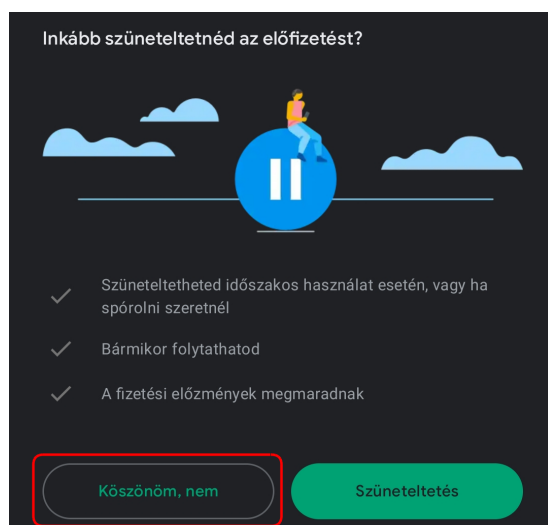 Inkább szüneteltetnéd az előfizetést?
Szüneteltetheted időszakos használat esetén, vagy ha
spórolni szeretnél
Bármikor folytathatod
A fizetési előzmények megmaradnak
Köszönöm, nem
Szüneteltetés